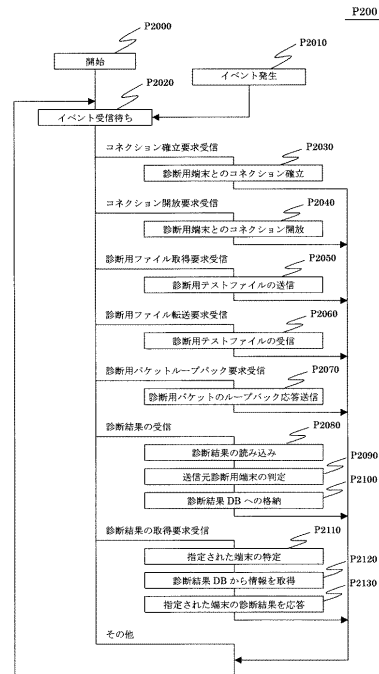 P200
P2000
開始
P2010
イベント発生
P2020
イベント受信待ち
コネクション確立要求受信
P2030
診断用端末とのコネクション確立
コネクション開放要求受信
P2040
診断用端末とのコネクション開放
診断用ファイル取得要求受信
P2050
診断用テストファイルの送信
診断用ファイル転送要求受信
P2060
診断用テストファイルの受信
診断用パケットループバック要求受信
P2070
診断用パケットのループバック応答送信
診断結果の受信
P2080
診断結果の読み込み
P2090
送信元診断用端末の判定
P2100
診断結果 DB への格納
診断結果の取得要求受信
P2110
指定された端末の特定
P2120
診断結果 DB から情報を取得
P2130
指定された端末の診断結果を応答
その他